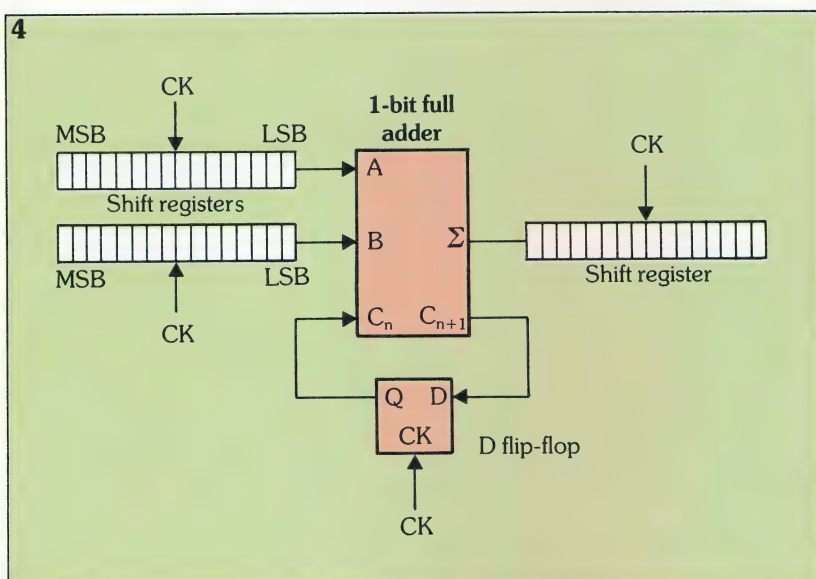 4
CK
1-bit full
adder
CK
MSB LSB
A
Shift registers
B Σ
Shift register
MSB LSB
CK
Cₙ Cₙ₊₁
Q D
CK
D flip-flop
CK